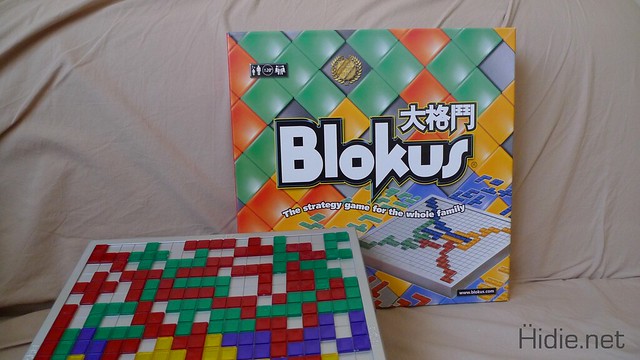 大格鬥
Blokus
The strategy game for the whole family
www.blokus.com
Hidie.net